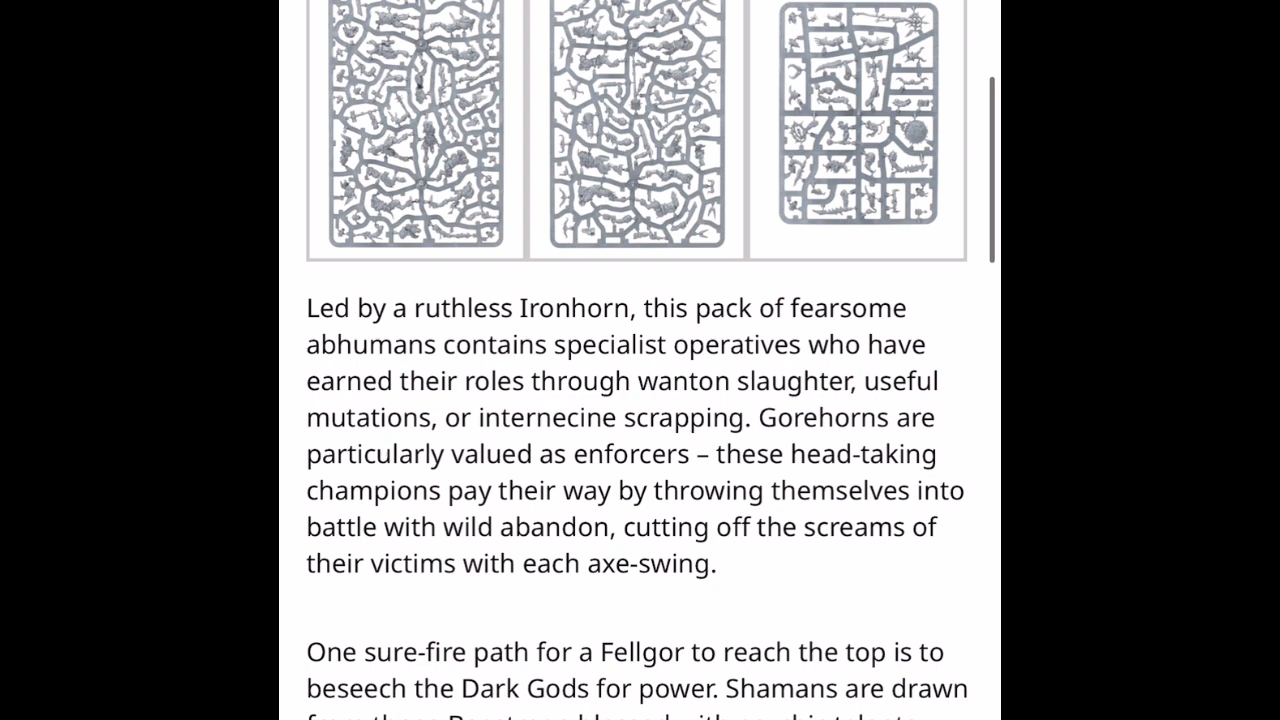 Led by a ruthless Ironhorn, this pack of fearsome
abhumans contains specialist operatives who have
earned their roles through wanton slaughter, useful
mutations, or internecine scrapping. Gorehorns are
particularly valued as enforcers – these head-taking
champions pay their way by throwing themselves into
battle with wild abandon, cutting off the screams of
their victims with each axe-swing.
One sure-fire path for a Fellgor to reach the top is to
beseech the Dark Gods for power. Shamans are drawn